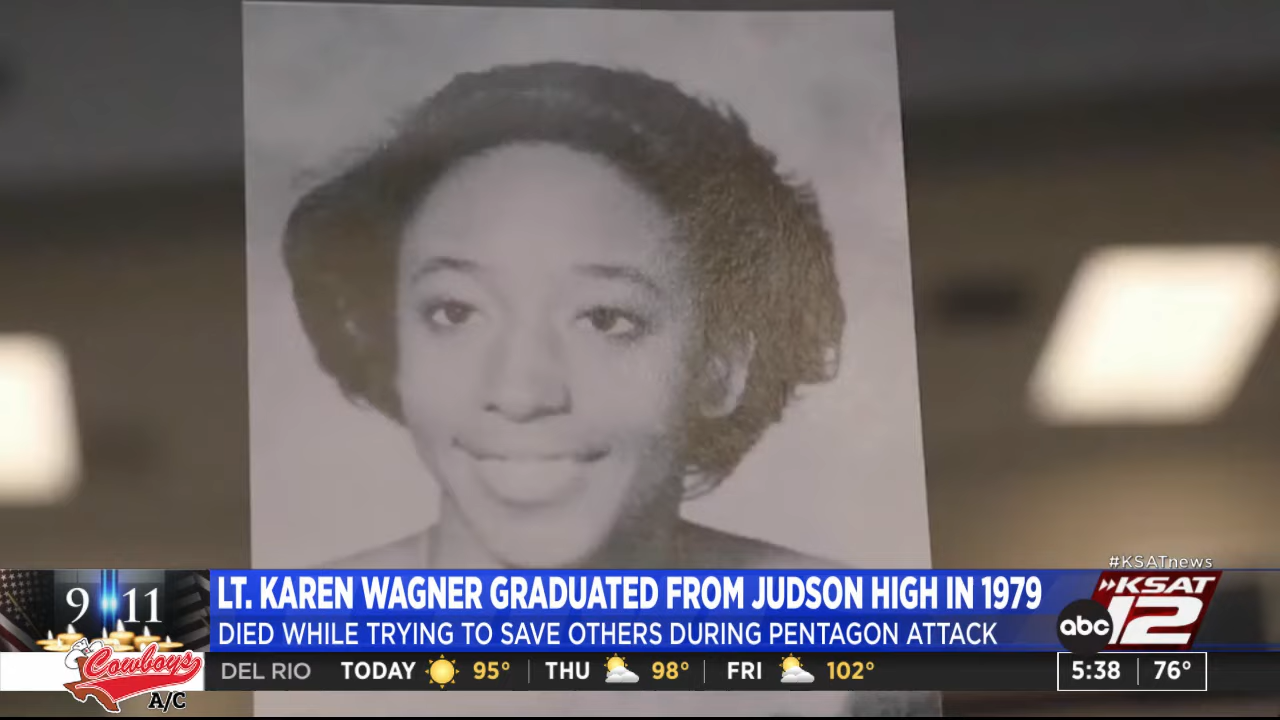 #KSATnews
9 11
LT. KAREN WAGNER GRADUATED FROM JUDSON HIGH IN 1979
DIED WHILE TRYING TO SAVE OTHERS DURING PENTAGON ATTACK
abc
KSAT
12
Cowboys
A/C
DEL RIO TODAY 95° THU 98° FRI 102°
5:38 76°